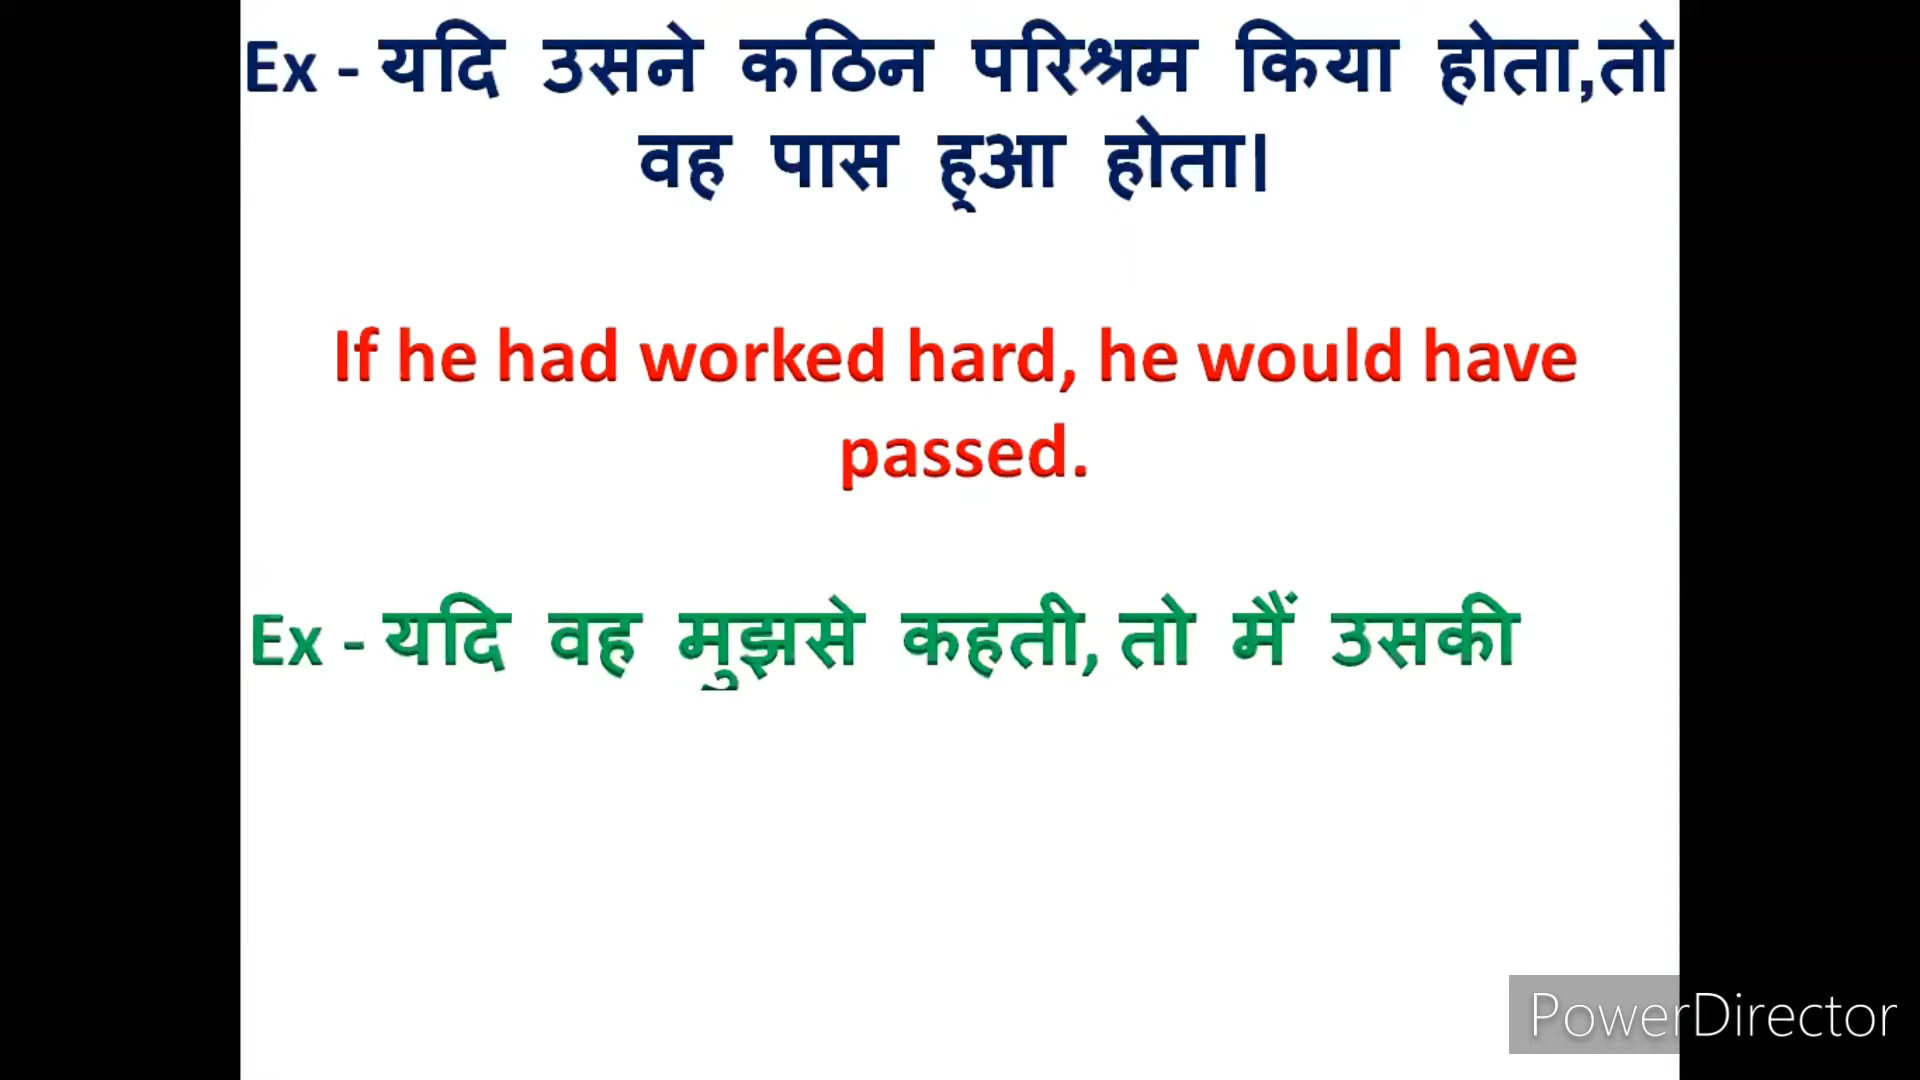 Ex - यदि उसने कठिन परिश्रम किया होता,तो
वह पास हुआ होता।
If he had worked hard, he would have
passed.
Ex - यदि वह मुझसे कहती, तो मैं उसकी
PowerDirector